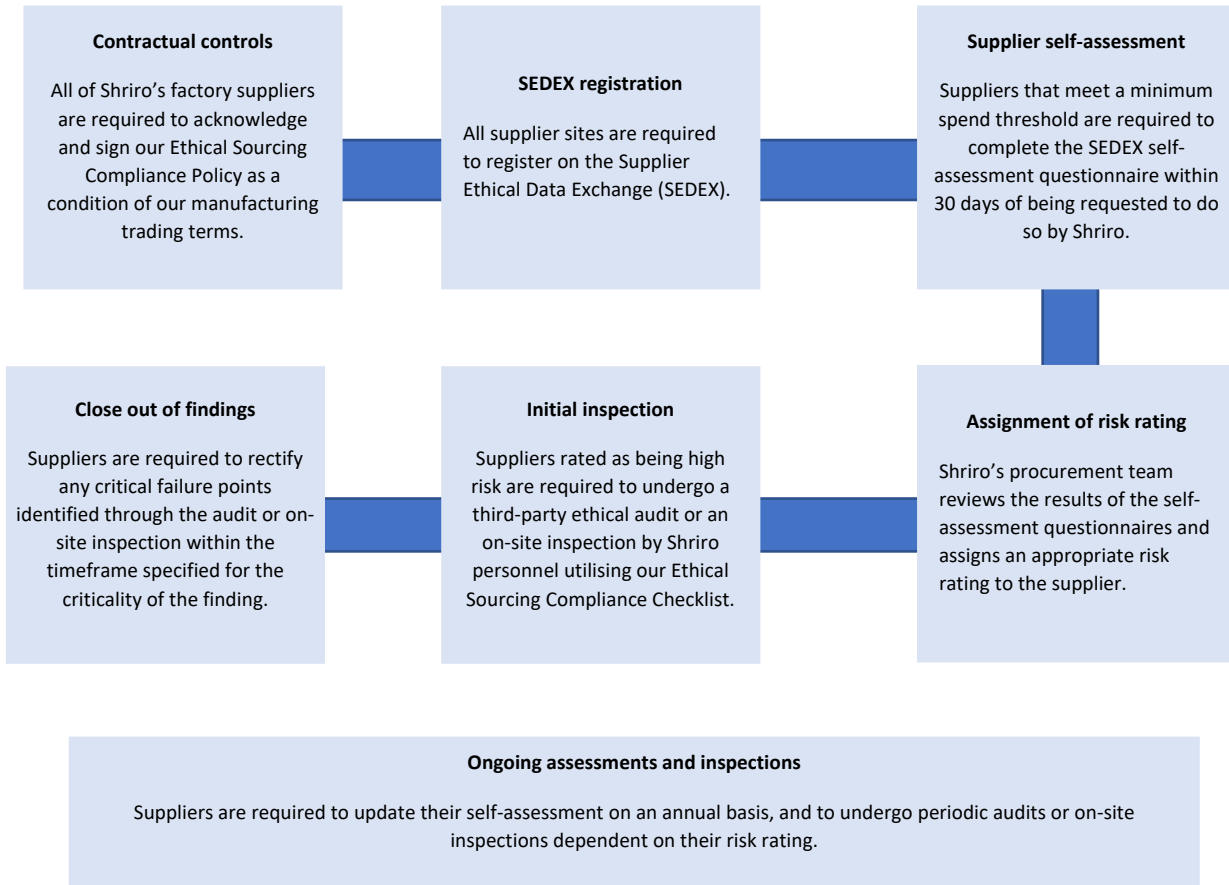 Contractual controls
All of Shriro's factory suppliers
are required to acknowledge
and sign our Ethical Sourcing
Compliance Policy as a
condition of our manufacturing
trading terms.
SEDEX registration
All supplier sites are required
to register on the Supplier
Ethical Data Exchange (SEDEX).
Supplier self-assessment
Suppliers that meet a minimum
spend threshold are required to
complete the SEDEX self-
assessment questionnaire within
30 days of being requested to do
so by Shriro.
Assignment of risk rating
Shriro's procurement team
reviews the results of the self-
assessment questionnaires and
assigns an appropriate risk
rating to the supplier.
Initial inspection
Suppliers rated as being high
risk are required to undergo a
third-party ethical audit or an
on-site inspection by Shriro
personnel utilising our Ethical
Sourcing Compliance Checklist.
Close out of findings
Suppliers are required to rectify
any critical failure points
identified through the audit or on-
site inspection within the
timeframe specified for the
criticality of the finding.
Ongoing assessments and inspections
Suppliers are required to update their self-assessment on an annual basis, and to undergo periodic audits or on-site
inspections dependent on their risk rating.